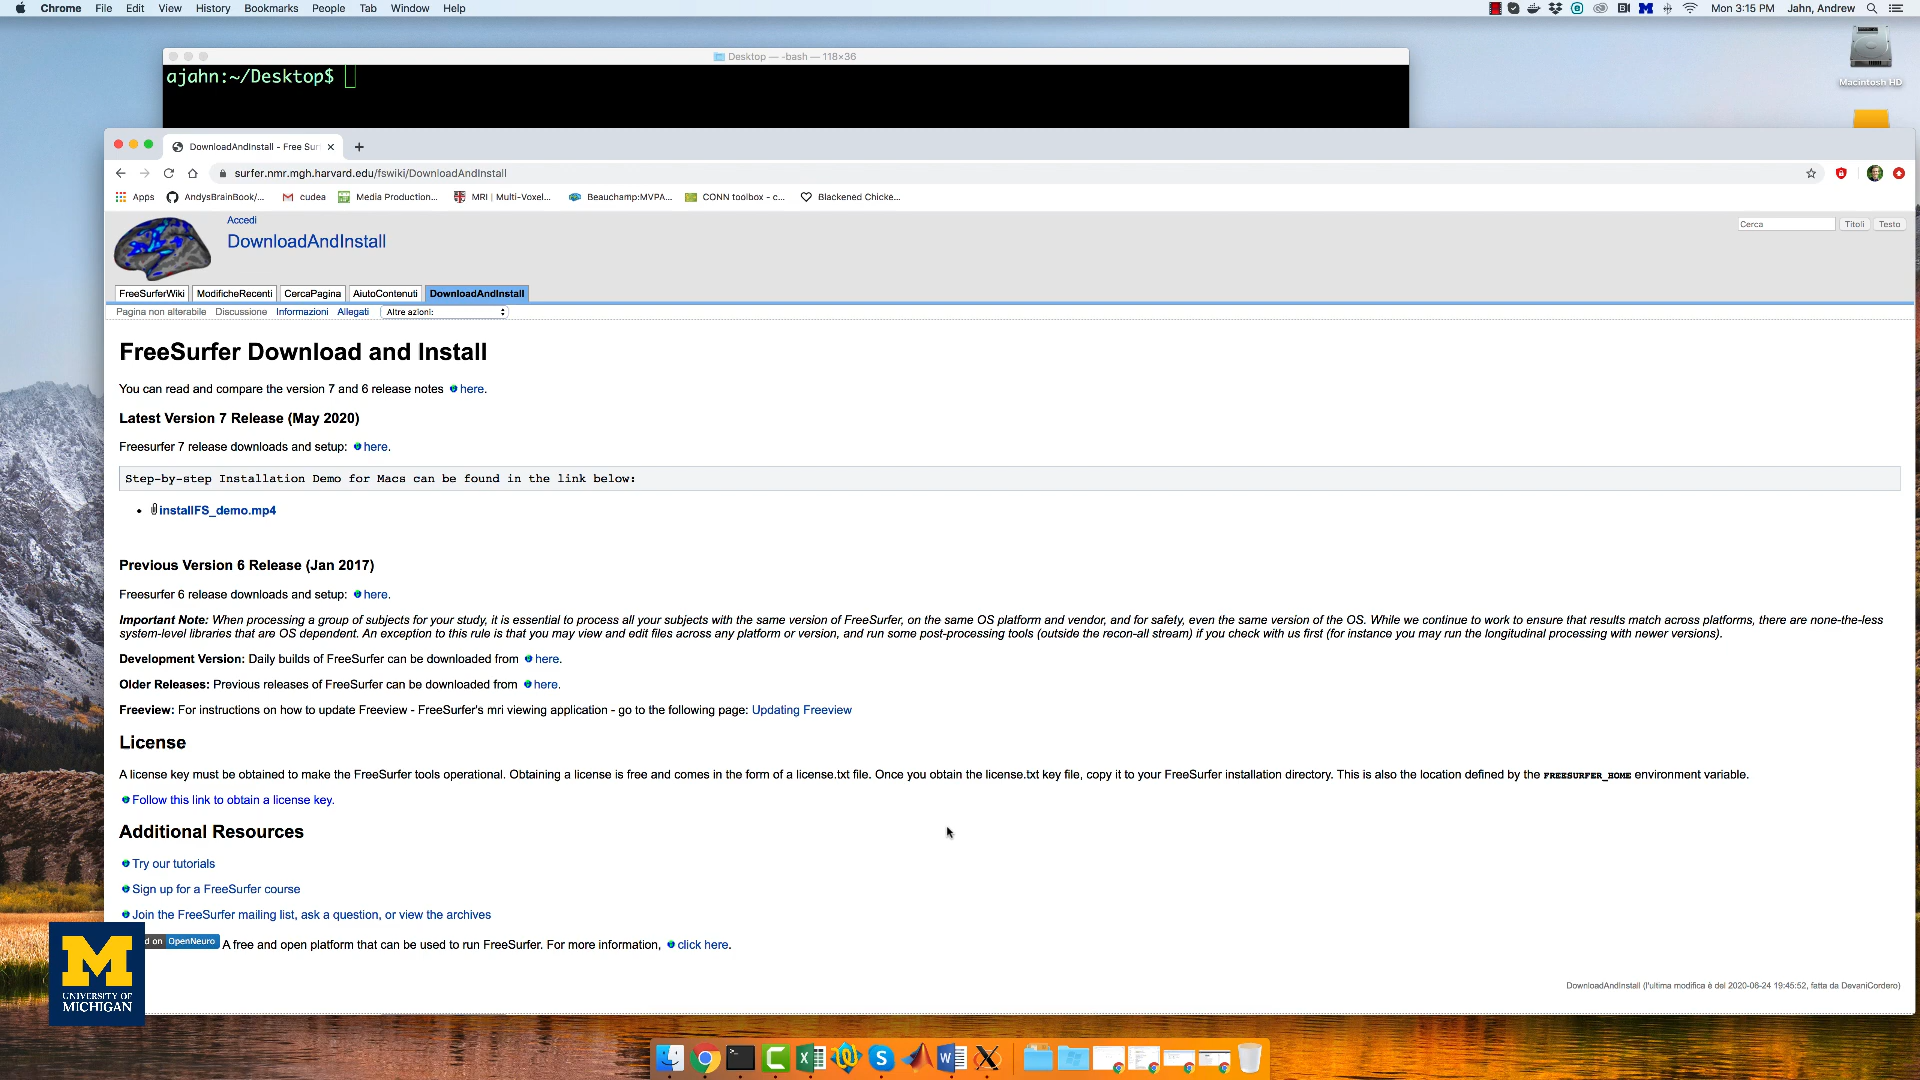 Chrome File Edit View History Bookmarks People Tab Window Help
Mon 3:15 PM Jahn, Andrew
Desktop — -bash — 118×36
ajahn:~/Desktop$
Macintosh HD
DownloadAndInstall - Free Sur
surfer.nmr.mgh.harvard.edu/fswiki/DownloadAndInstall
Apps AndysBrainBook/... cudea Media Production... MRI | Multi-Voxel... Beauchamp:MVPA... CONN toolbox - c... Blackened Chicke...
Accedi
DownloadAndInstall
Cerca Titoli Testo
FreeSurferWiki ModificheRecenti CercaPagina AiutoContenuti DownloadAndInstall
Pagina non alterabile Discussione Informazioni Allegati Altre azioni:
FreeSurfer Download and Install
You can read and compare the version 7 and 6 release notes here.
Latest Version 7 Release (May 2020)
Freesurfer 7 release downloads and setup: here.
Step-by-step Installation Demo for Macs can be found in the link below:
installFS_demo.mp4
Previous Version 6 Release (Jan 2017)
Freesurfer 6 release downloads and setup: here.
Important Note: When processing a group of subjects for your study, it is essential to process all your subjects with the same version of FreeSurfer, on the same OS platform and vendor, and for safety, even the same version of the OS. While we continue to work to ensure that results match across platforms, there are none-the-less
system-level libraries that are OS dependent. An exception to this rule is that you may view and edit files across any platform or version, and run some post-processing tools (outside the recon-all stream) if you check with us first (for instance you may run the longitudinal processing with newer versions).
Development Version: Daily builds of FreeSurfer can be downloaded from here.
Older Releases: Previous releases of FreeSurfer can be downloaded from here.
Freeview: For instructions on how to update Freeview - FreeSurfer's mri viewing application - go to the following page: Updating Freeview
License
A license key must be obtained to make the FreeSurfer tools operational. Obtaining a license is free and comes in the form of a license.txt file. Once you obtain the license.txt key file, copy it to your FreeSurfer installation directory. This is also the location defined by the FREESURFER_HOME environment variable.
Follow this link to obtain a license key.
Additional Resources
Try our tutorials
Sign up for a FreeSurfer course
Join the FreeSurfer mailing list, ask a question, or view the archives
d on OpenNeuro A free and open platform that can be used to run FreeSurfer. For more information, click here.
DownloadAndInstall (l'ultima modifica è del 2020-06-24 19:45:52, fatta da DevaniCordero)
M
UNIVERSITY OF
MICHIGAN